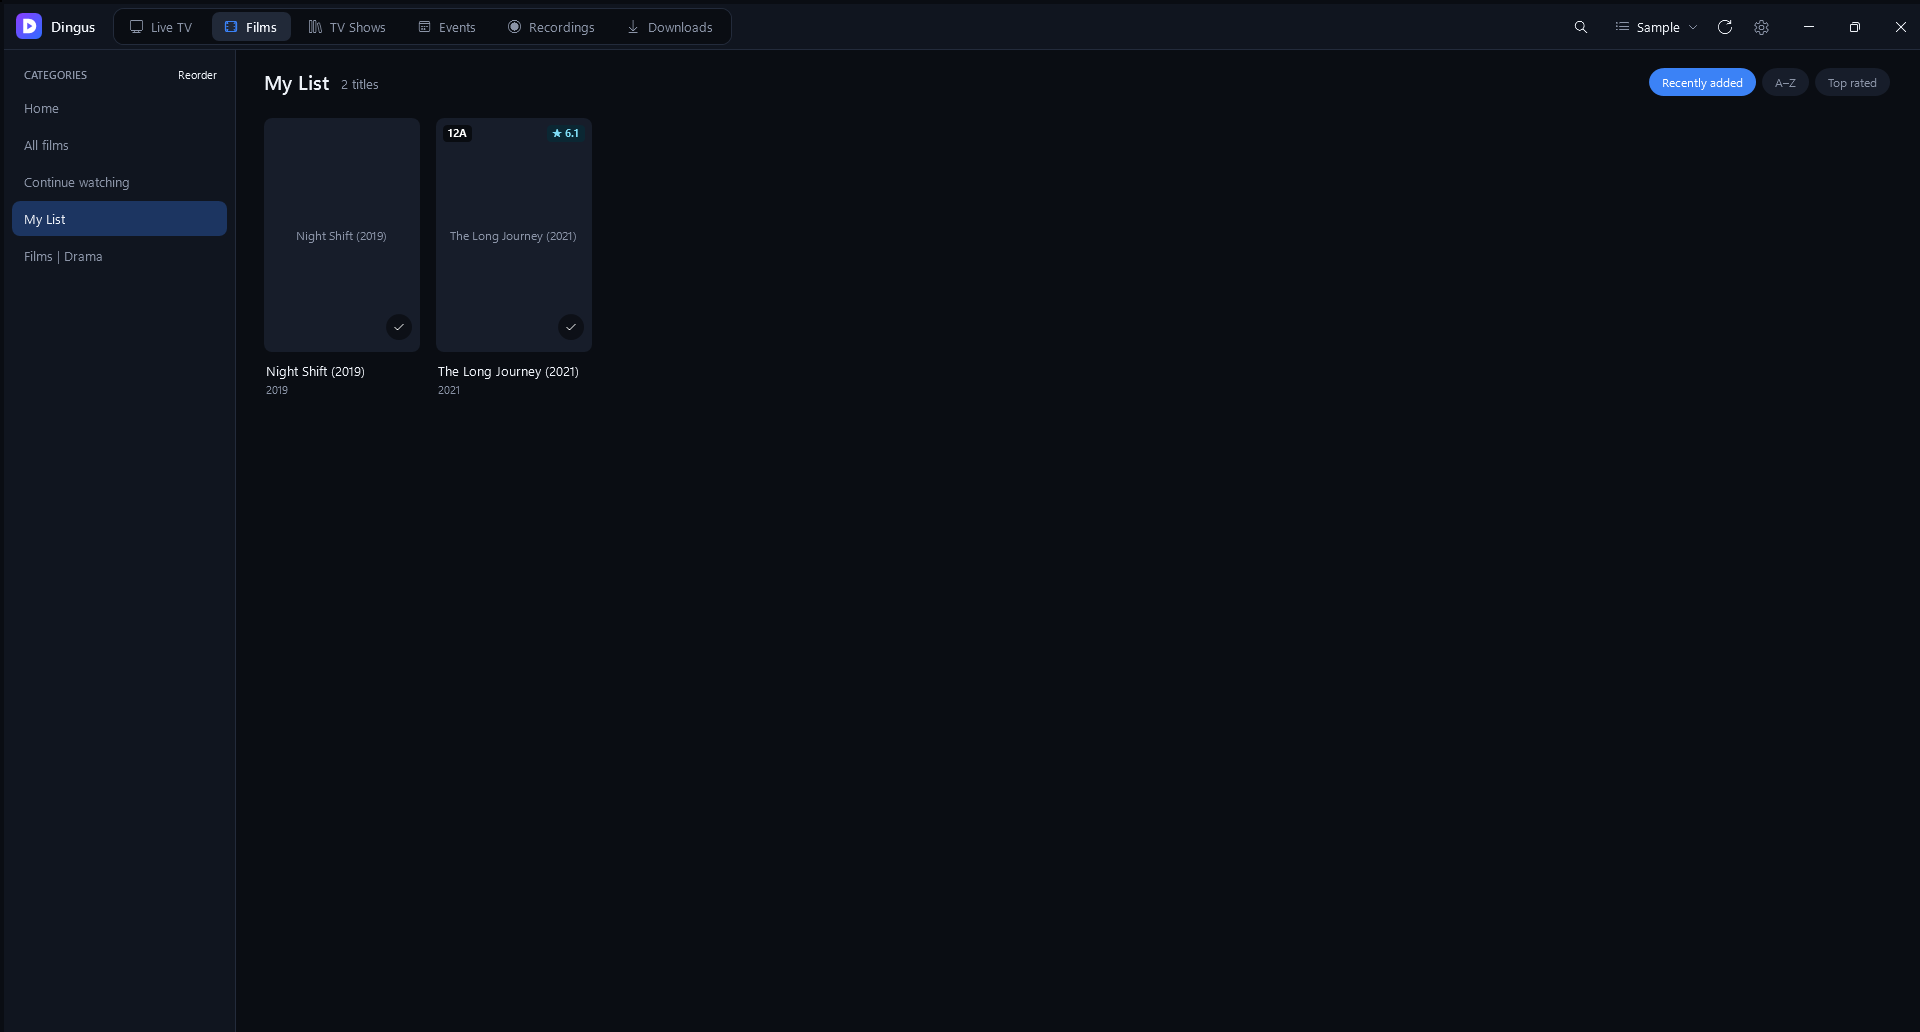 Dingus
Live TV
Films
TV Shows
Events
Recordings
Downloads
Sample
CATEGORIES
Reorder
Home
All films
Continue watching
My List
Films | Drama
My List
2 titles
Recently added
A–Z
Top rated
Night Shift (2019)
12A
★ 6.1
The Long Journey (2021)
Night Shift (2019)
2019
The Long Journey (2021)
2021